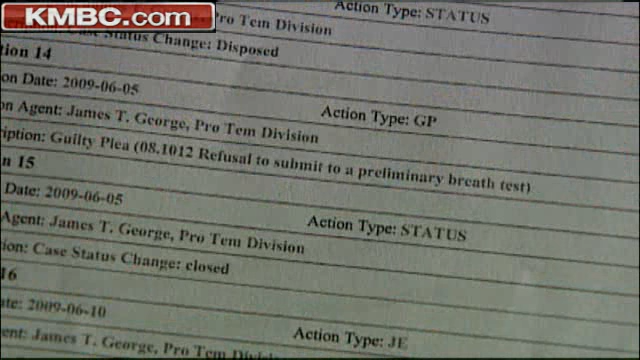 KMBC.com
Action Type: STATUS
Pro Tem Division
Case Status Change: Disposed
tion 14
on Date: 2009-06-05
Action Type: GP
on Agent: James T. George, Pro Tem Division
ription: Guilty Plea (08.1012 Refusal to submit to a preliminary breath test)
n 15
Date: 2009-06-05
Action Type: STATUS
Agent: James T. George, Pro Tem Division
ion: Case Status Change: closed
16
ate: 2009-06-10
Action Type: JE
ent: James T. George, Pro Tem Division